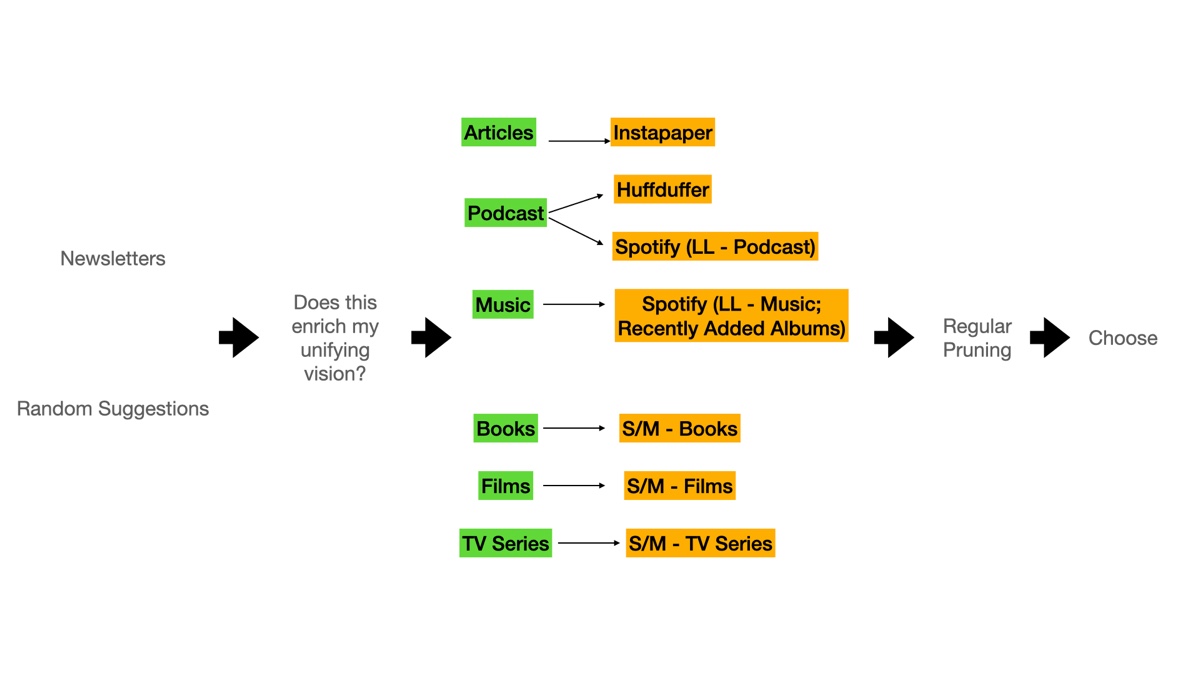 Newsletters
Random Suggestions
Does this
enrich my
unifying
vision?
Articles
Instapaper
Podcast
Huffduffer
Spotify (LL - Podcast)
Music
Spotify (LL - Music;
Recently Added Albums)
Books
S/M - Books
Films
S/M - Films
TV Series
S/M - TV Series
Regular
Pruning
Choose